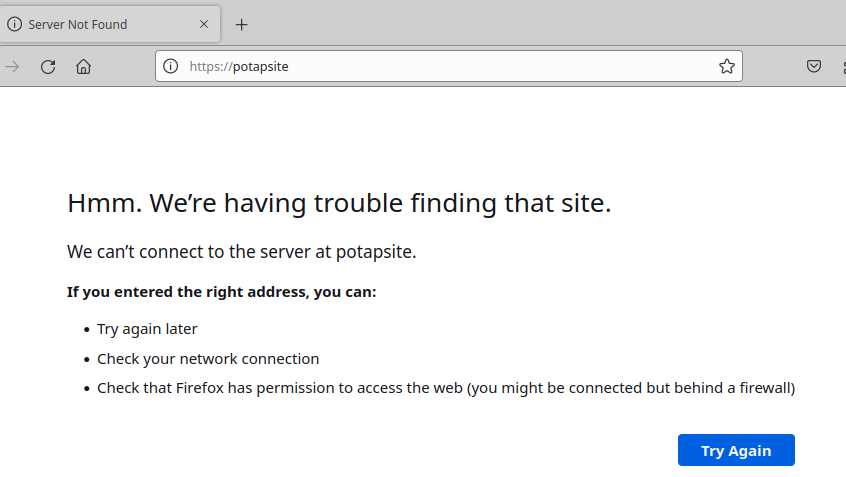 Server Not Found
https://potapsite
Hmm. We’re having trouble finding that site.
We can’t connect to the server at potapsite.
If you entered the right address, you can:
• Try again later
• Check your network connection
• Check that Firefox has permission to access the web (you might be connected but behind a firewall)
Try Again